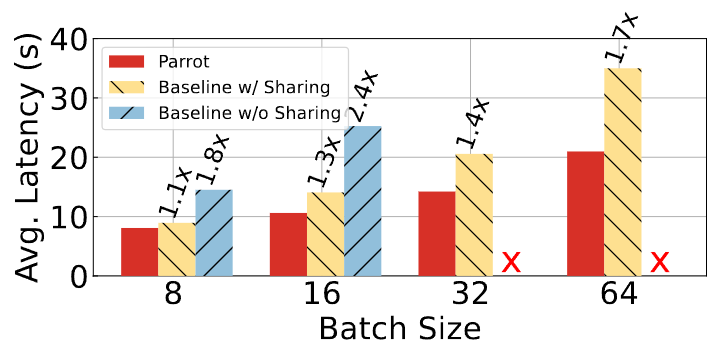 Avg. Latency (s)
40
30
20
10
0
Parrot
Baseline w/ Sharing
Baseline w/o Sharing
1.1x
1.8x
1.3x
2.4x
1.4x
x
1.7x
x
8
16
32
64
Batch Size